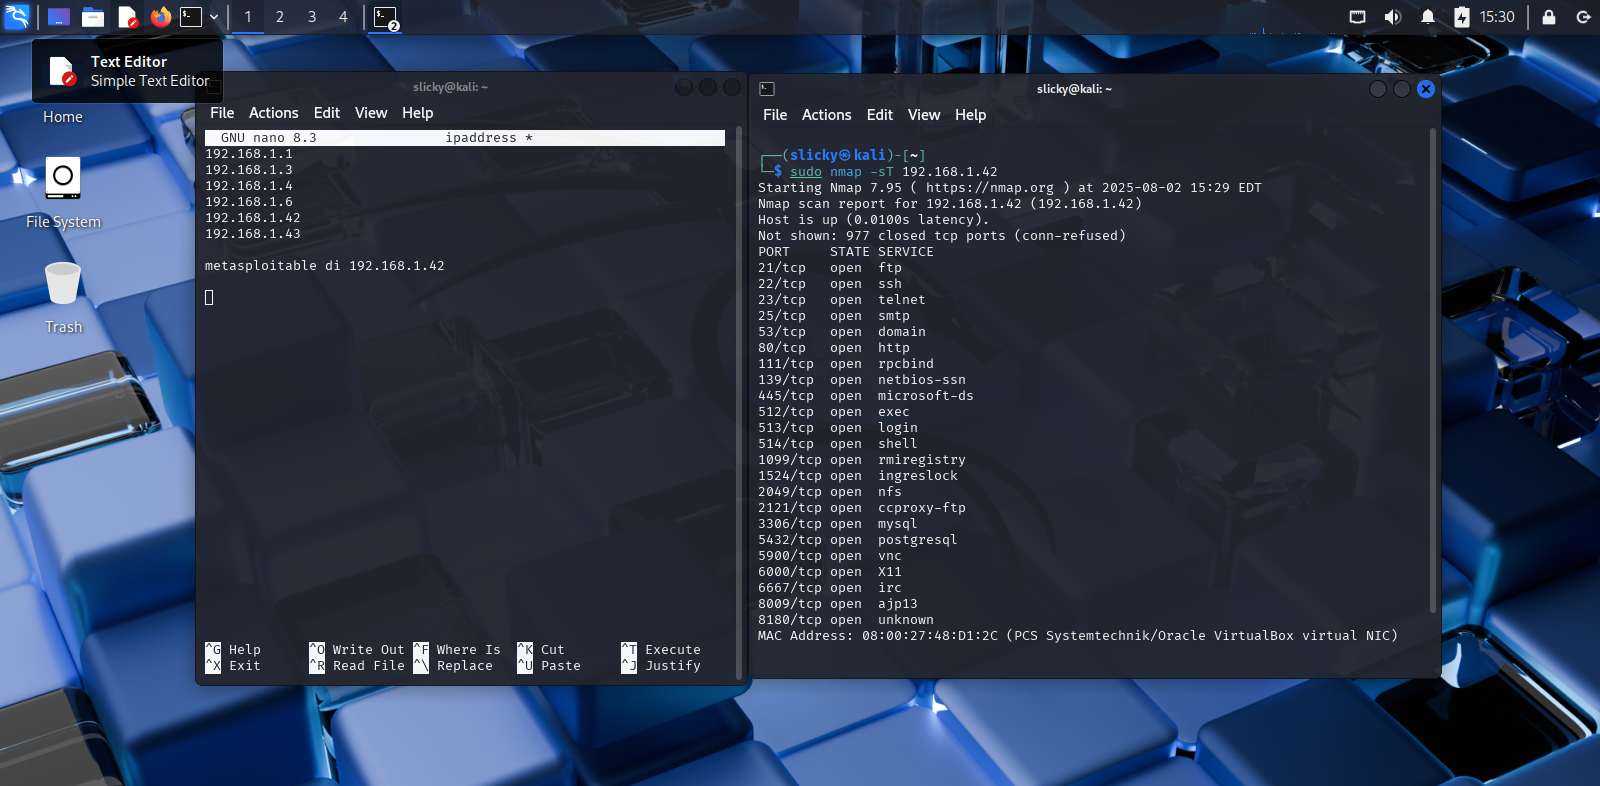 1 2 3 4
2
15:30
Text Editor
Simple Text Editor
Home
File System
Trash
slicky@kali: ~
File Actions Edit View Help
GNU nano 8.3 ipaddress *
192.168.1.1
192.168.1.3
192.168.1.4
192.168.1.6
192.168.1.42
192.168.1.43
metasploitable di 192.168.1.42
^G Help ^O Write Out ^F Where Is ^K Cut ^T Execute
^X Exit ^R Read File ^\ Replace ^U Paste ^J Justify
slicky@kali: ~
File Actions Edit View Help
┌──(slicky㉿kali)-[~]
└─$ sudo nmap -sT 192.168.1.42
Starting Nmap 7.95 ( https://nmap.org ) at 2025-08-02 15:29 EDT
Nmap scan report for 192.168.1.42 (192.168.1.42)
Host is up (0.0100s latency).
Not shown: 977 closed tcp ports (conn-refused)
PORT STATE SERVICE
21/tcp open ftp
22/tcp open ssh
23/tcp open telnet
25/tcp open smtp
53/tcp open domain
80/tcp open http
111/tcp open rpcbind
139/tcp open netbios-ssn
445/tcp open microsoft-ds
512/tcp open exec
513/tcp open login
514/tcp open shell
1099/tcp open rmiregistry
1524/tcp open ingreslock
2049/tcp open nfs
2121/tcp open ccproxy-ftp
3306/tcp open mysql
5432/tcp open postgresql
5900/tcp open vnc
6000/tcp open X11
6667/tcp open irc
8009/tcp open ajp13
8180/tcp open unknown
MAC Address: 08:00:27:48:D1:2C (PCS Systemtechnik/Oracle VirtualBox virtual NIC)